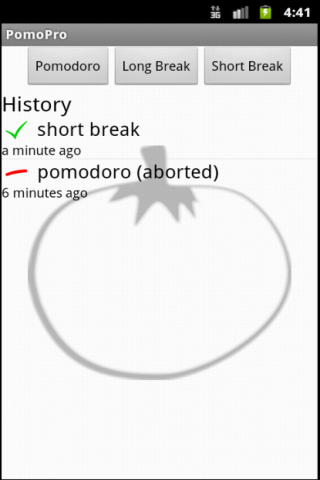 3G 4:41
PomoPro
Pomodoro Long Break Short Break
History
short break
a minute ago
pomodoro (aborted)
6 minutes ago